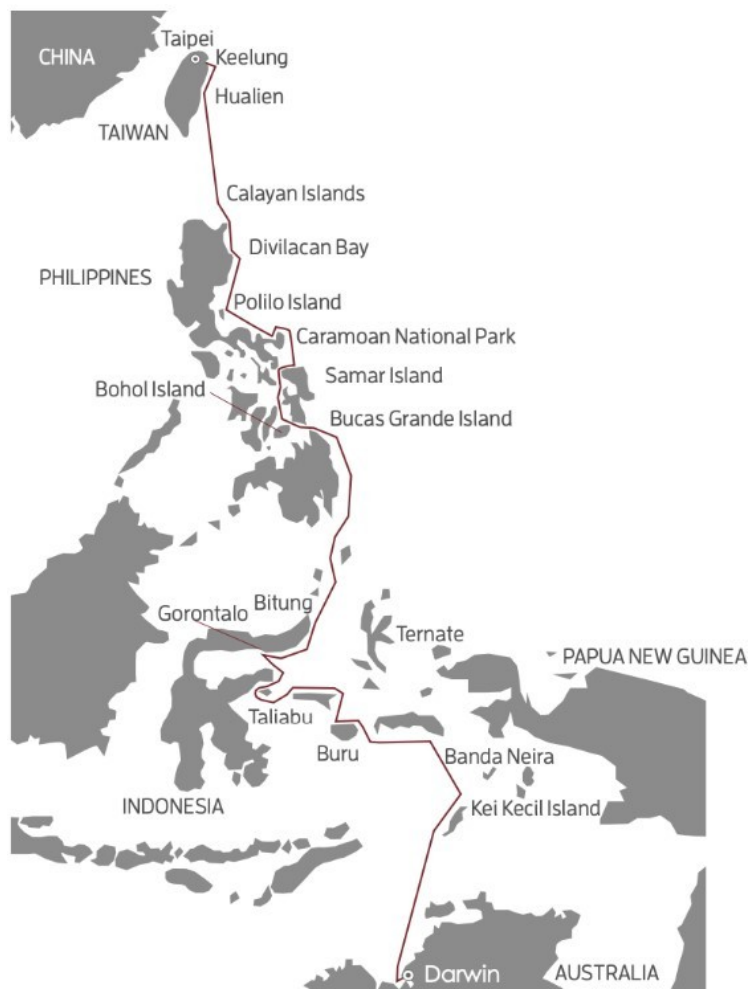 Taipei
CHINA
Keelung
Hualien
TAIWAN
Calayan Islands
Divilacan Bay
PHILIPPINES
Polilo Island
Caramoan National Park
Samar Island
Bohol Island
Bucas Grande Island
Bitung
Gorontalo
Ternate
PAPUA NEW GUINEA
Taliabu
Buru
Banda Neira
INDONESIA
Kei Kecil Island
Darwin
AUSTRALIA